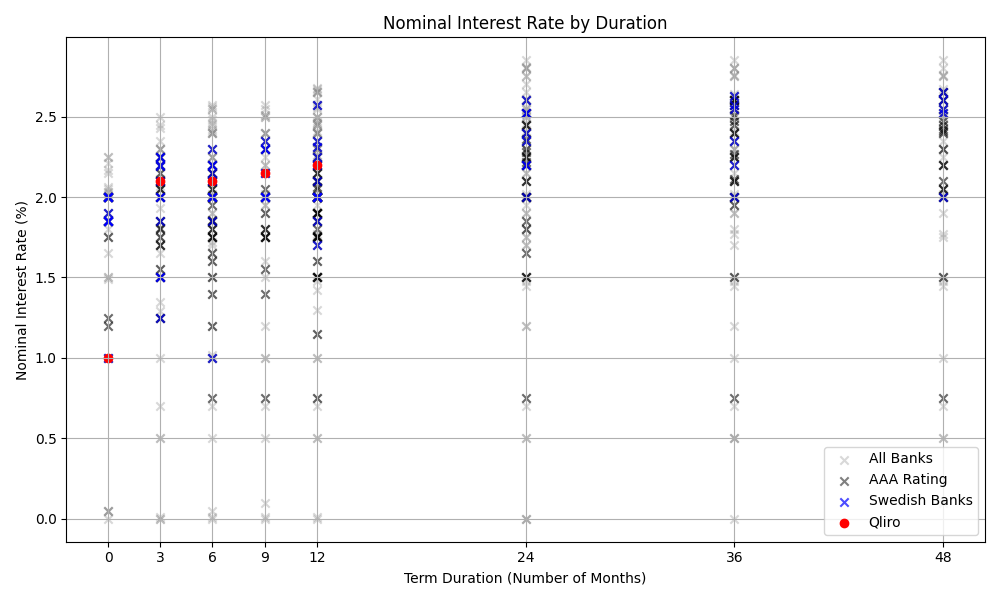 Nominal Interest Rate by Duration
Nominal Interest Rate (%)
2.5
2.0
1.5
1.0
0.5
0.0
0 3 6 9 12 24 36 48
Term Duration (Number of Months)
All Banks
AAA Rating
Swedish Banks
Qliro